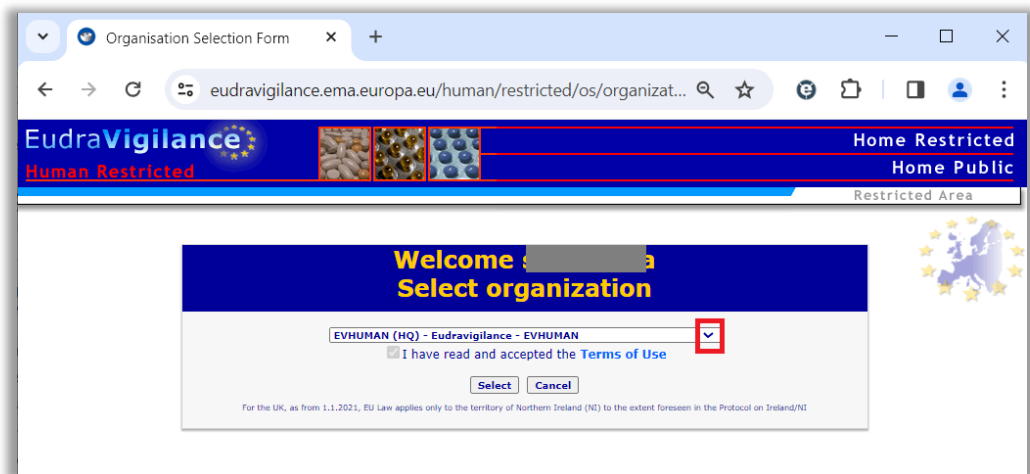 Organisation Selection Form
eudravigilance.ema.europa.eu/human/restricted/os/organizat...
EudraVigilance
Human Restricted
Home Restricted
Home Public
Restricted Area
Welcome
Select organization
EVHUMAN (HQ) - Eudravigilance - EVHUMAN
I have read and accepted the Terms of Use
Select Cancel
For the UK, as from 1.1.2021, EU Law applies only to the territory of Northern Ireland (NI) to the extent foreseen in the Protocol on Ireland/NI